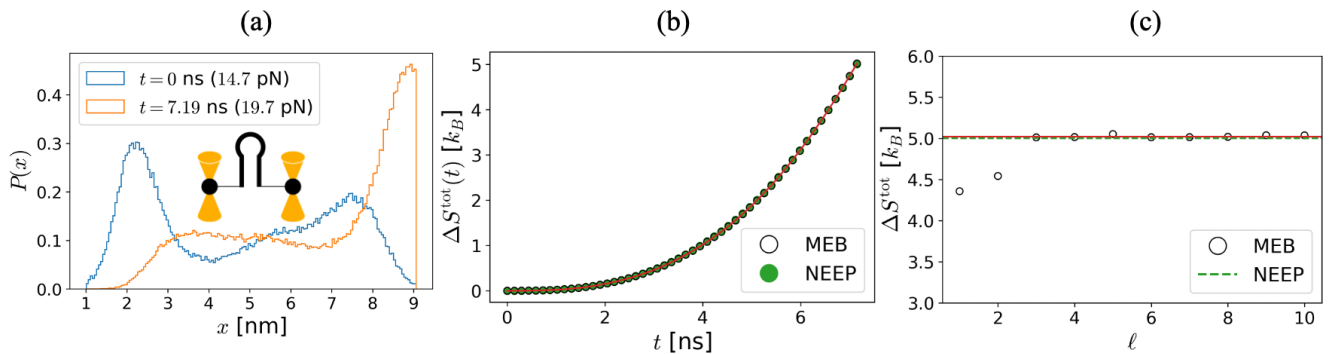 (a)
P(x)
0.4
0.3
0.2
0.1
0.0
t = 0 ns (14.7 pN)
t = 7.19 ns (19.7 pN)
1 2 3 4 5 6 7 8 9
x [nm]
(b)
ΔS^tot(t) [k_B]
5
4
3
2
1
0
MEB
NEEP
0 2 4 6
t [ns]
(c)
ΔS^tot [k_B]
6.0
5.5
5.0
4.5
4.0
3.5
3.0
MEB
NEEP
2 4 6 8 10
ℓ